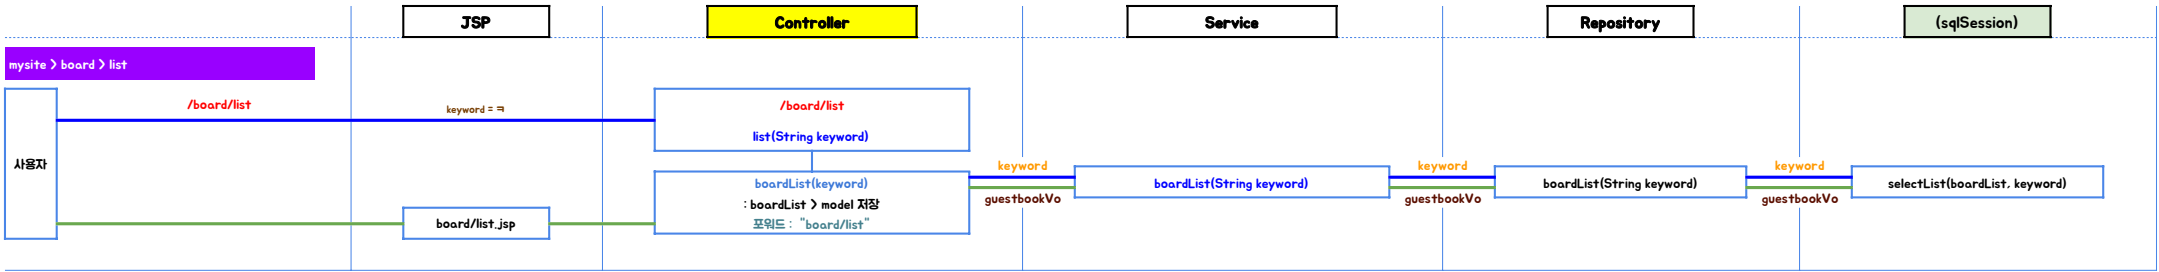 JSP
Controller
Service
Repository
(sqlSession)
mysite > board > list
/board/list
keyword = ㅋ
/board/list
list(String keyword)
사용자
boardList(keyword)
: boardList > model 저장
포워드 : "board/list"
keyword
guestbookVo
boardList(String keyword)
keyword
guestbookVo
boardList(String keyword)
keyword
guestbookVo
selectList(boardList, keyword)
board/list.jsp